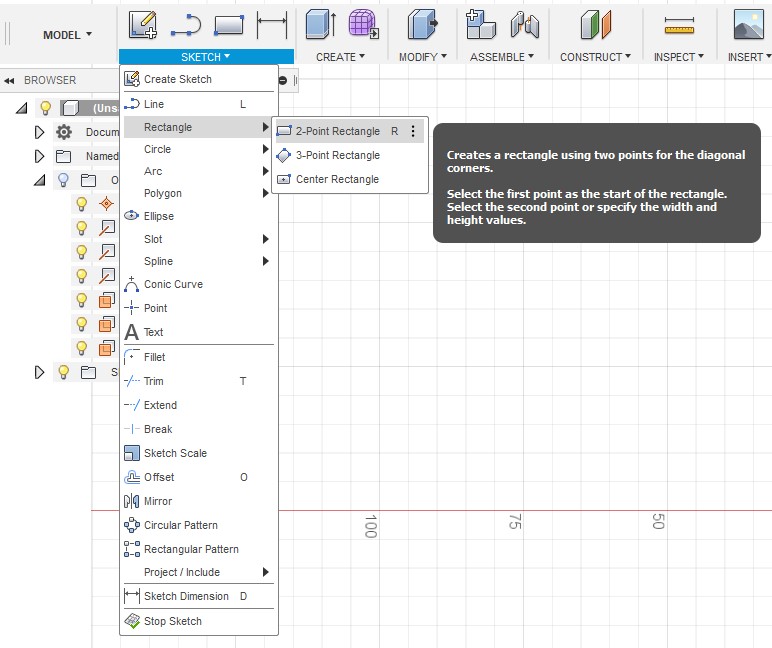 MODEL
SKETCH
CREATE
MODIFY
ASSEMBLE
CONSTRUCT
INSPECT
INSERT
BROWSER
(Uns
Docum
Named
O
S
Create Sketch
Line L
Rectangle
Circle
Arc
Polygon
Ellipse
Slot
Spline
Conic Curve
Point
A Text
Fillet
Trim T
Extend
Break
Sketch Scale
Offset O
Mirror
Circular Pattern
Rectangular Pattern
Project / Include
Sketch Dimension D
Stop Sketch
2-Point Rectangle R
3-Point Rectangle
Center Rectangle
Creates a rectangle using two points for the diagonal
corners.
Select the first point as the start of the rectangle.
Select the second point or specify the width and
height values.
100
75
50